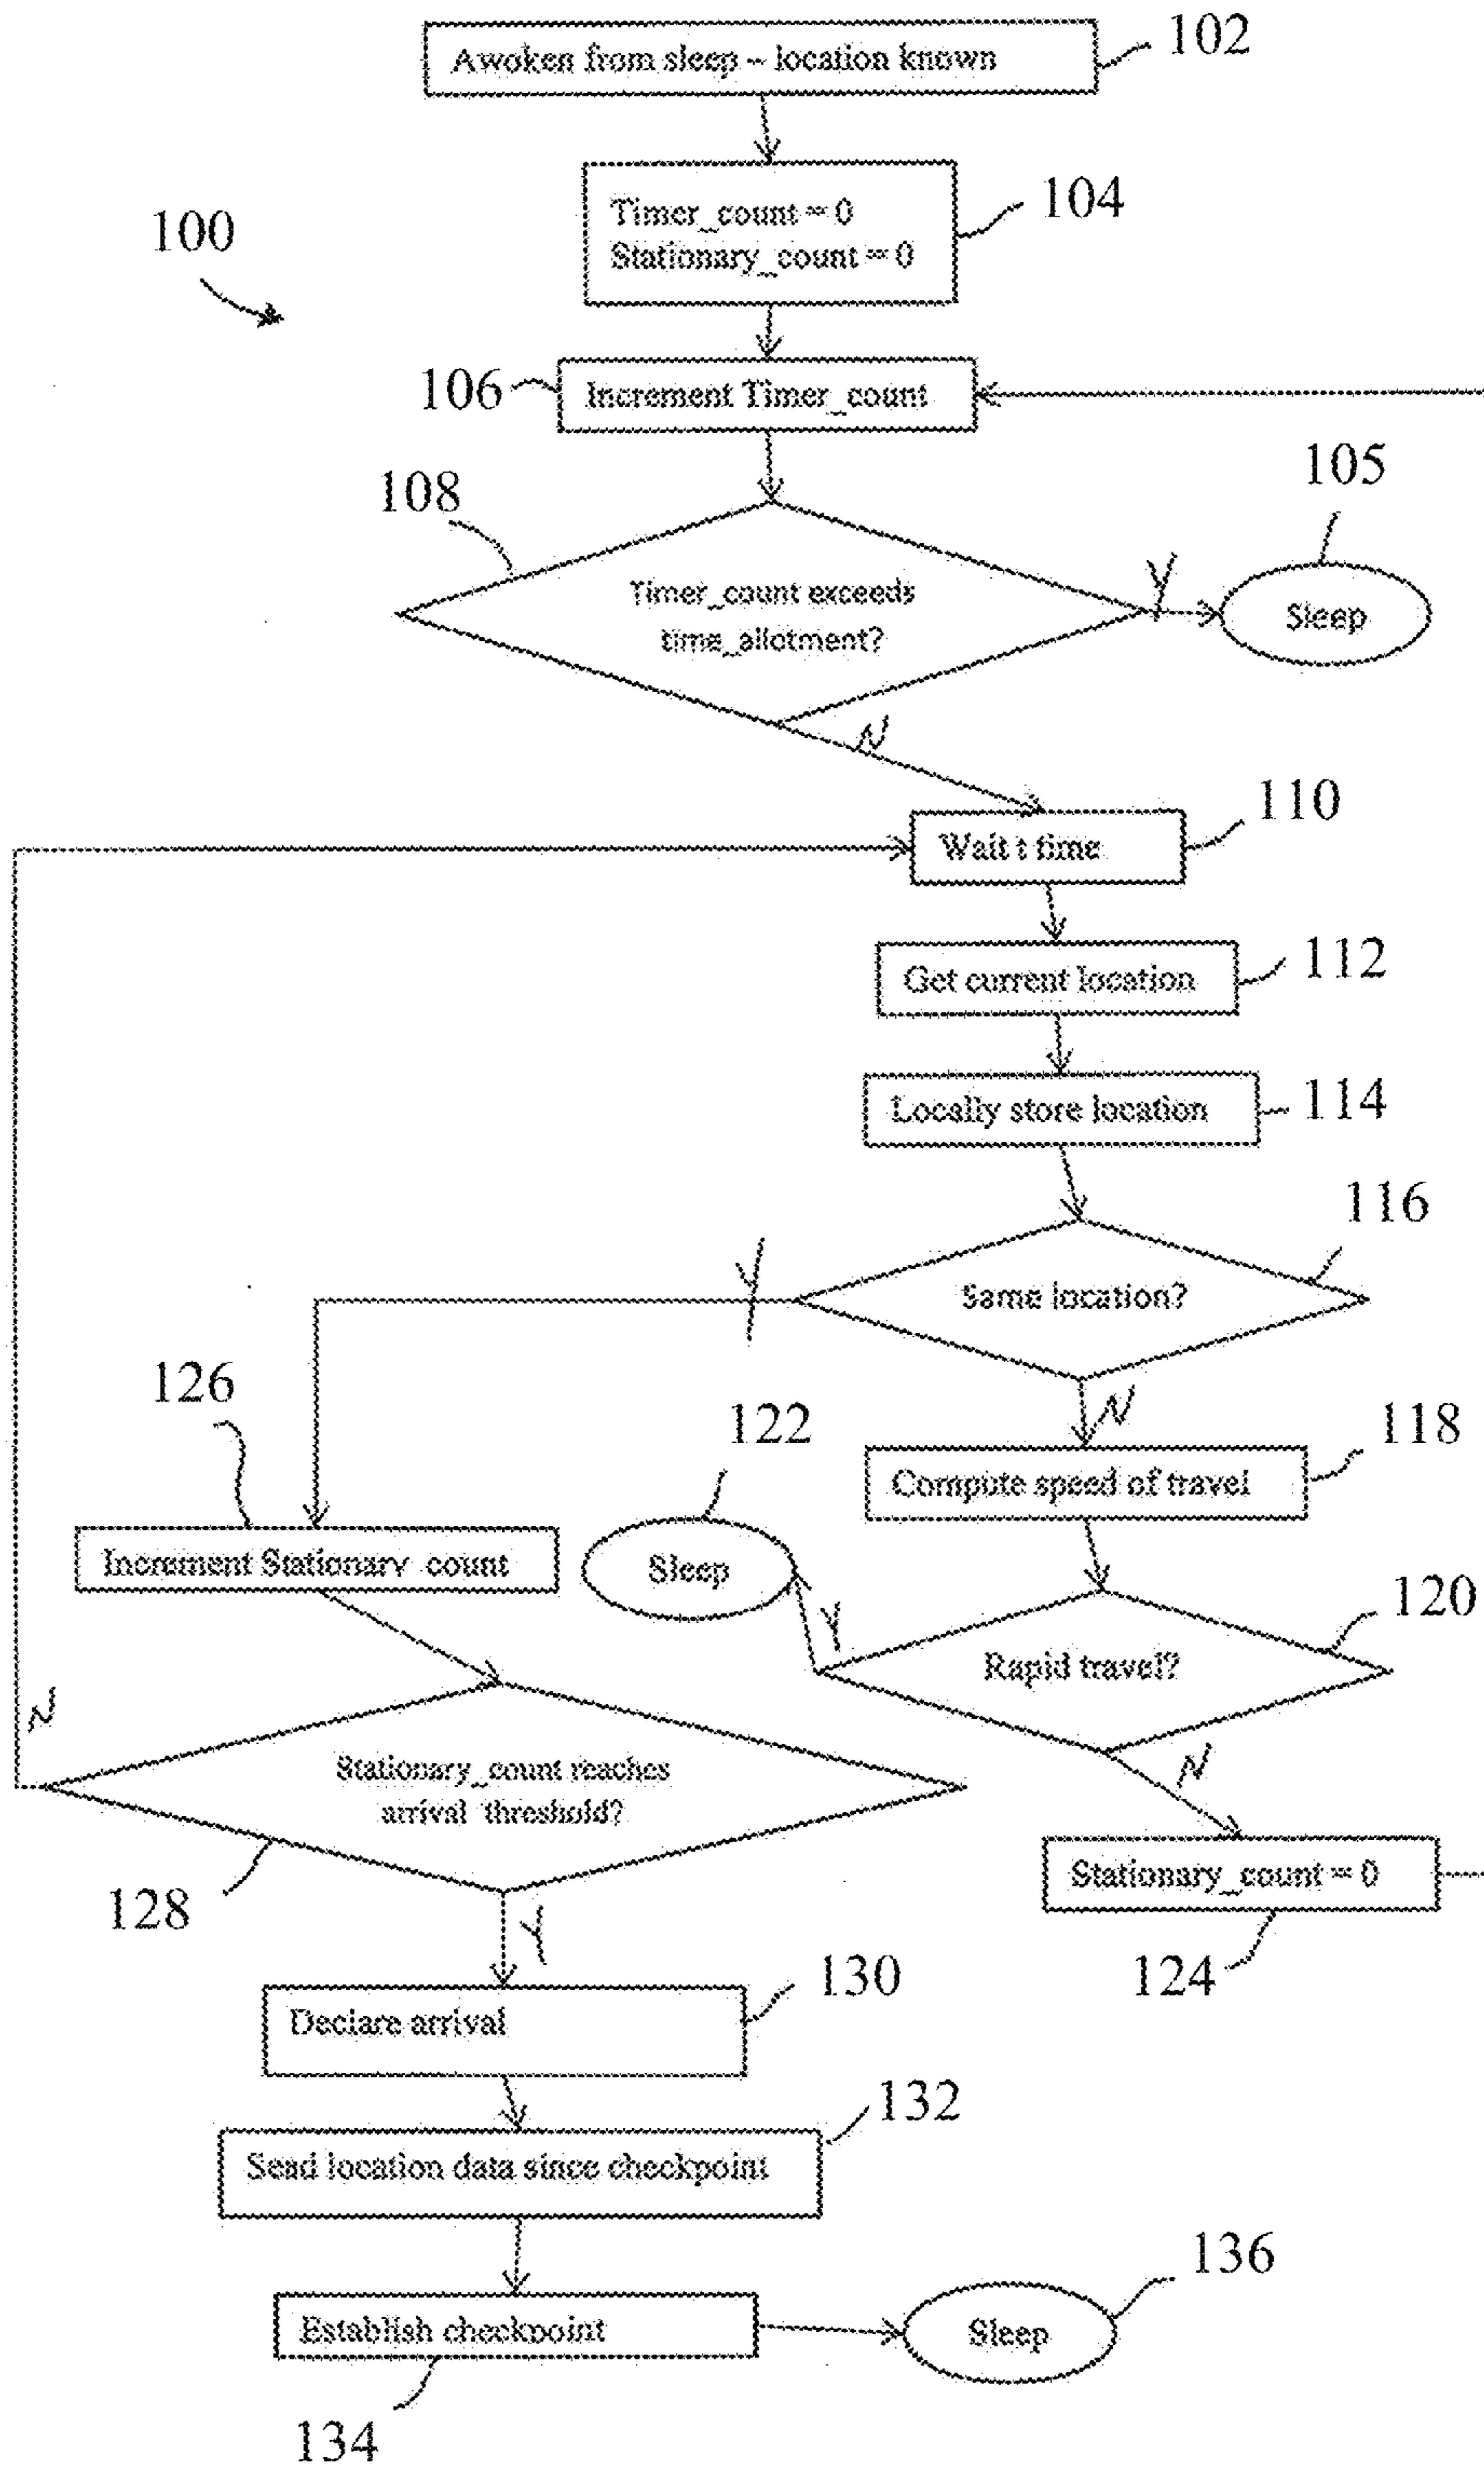 102
Awoken from sleep – location known
104
Timer_count = 0
Stationary_count = 0
100
106
Increment Timer_count
105
108
Timer_count exceeds
time_allotment?
Y
Sleep
N
110
Wait t time
112
Get current location
114
Locally store location
116
Same location?
Y
N
126
122
118
Compute speed of travel
Increment Stationary_count
Sleep
120
Y
Rapid travel?
N
N
Stationary_count reaches
arrival_threshold?
Stationary_count = 0
128
Y
124
130
Declare arrival
132
Send location data since checkpoint
136
Establish checkpoint
Sleep
134